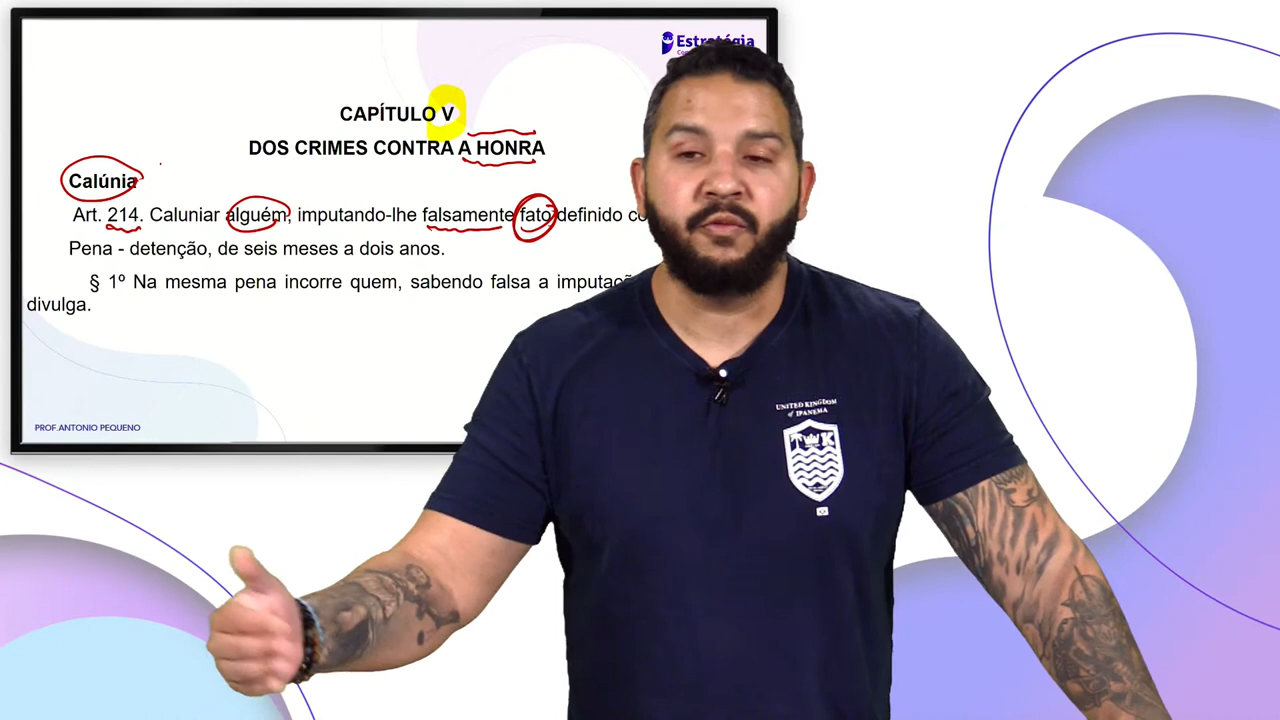 Estratégia
CAPÍTULO V
DOS CRIMES CONTRA A HONRA
Calúnia
Art. 214. Caluniar alguém, imputando-lhe falsamente fato definido
Pena - detenção, de seis meses a dois anos.
§ 1º Na mesma pena incorre quem, sabendo falsa a
divulga.
PROF.ANTONIO PEQUENO
UNITED KINGDOM
of IPANEMA
K